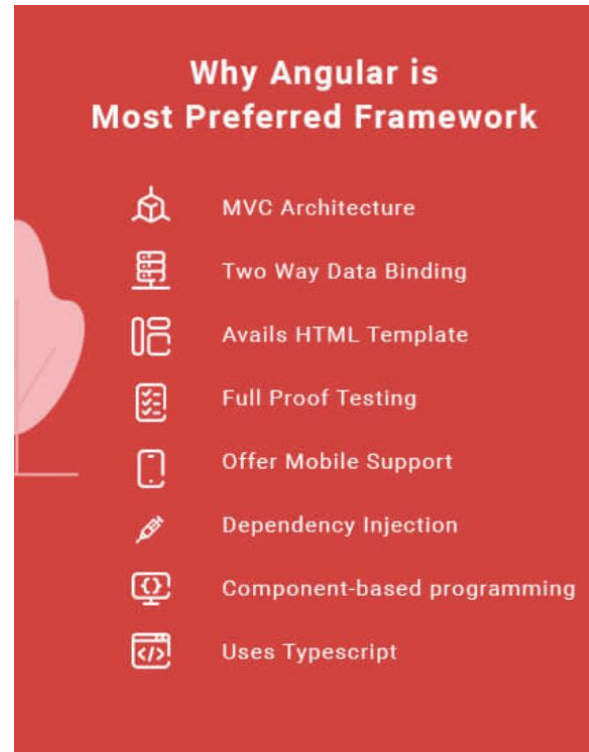 Why Angular is
Most Preferred Framework
MVC Architecture
Two Way Data Binding
Avails HTML Template
Full Proof Testing
Offer Mobile Support
Dependency Injection
Component-based programming
Uses Typescript